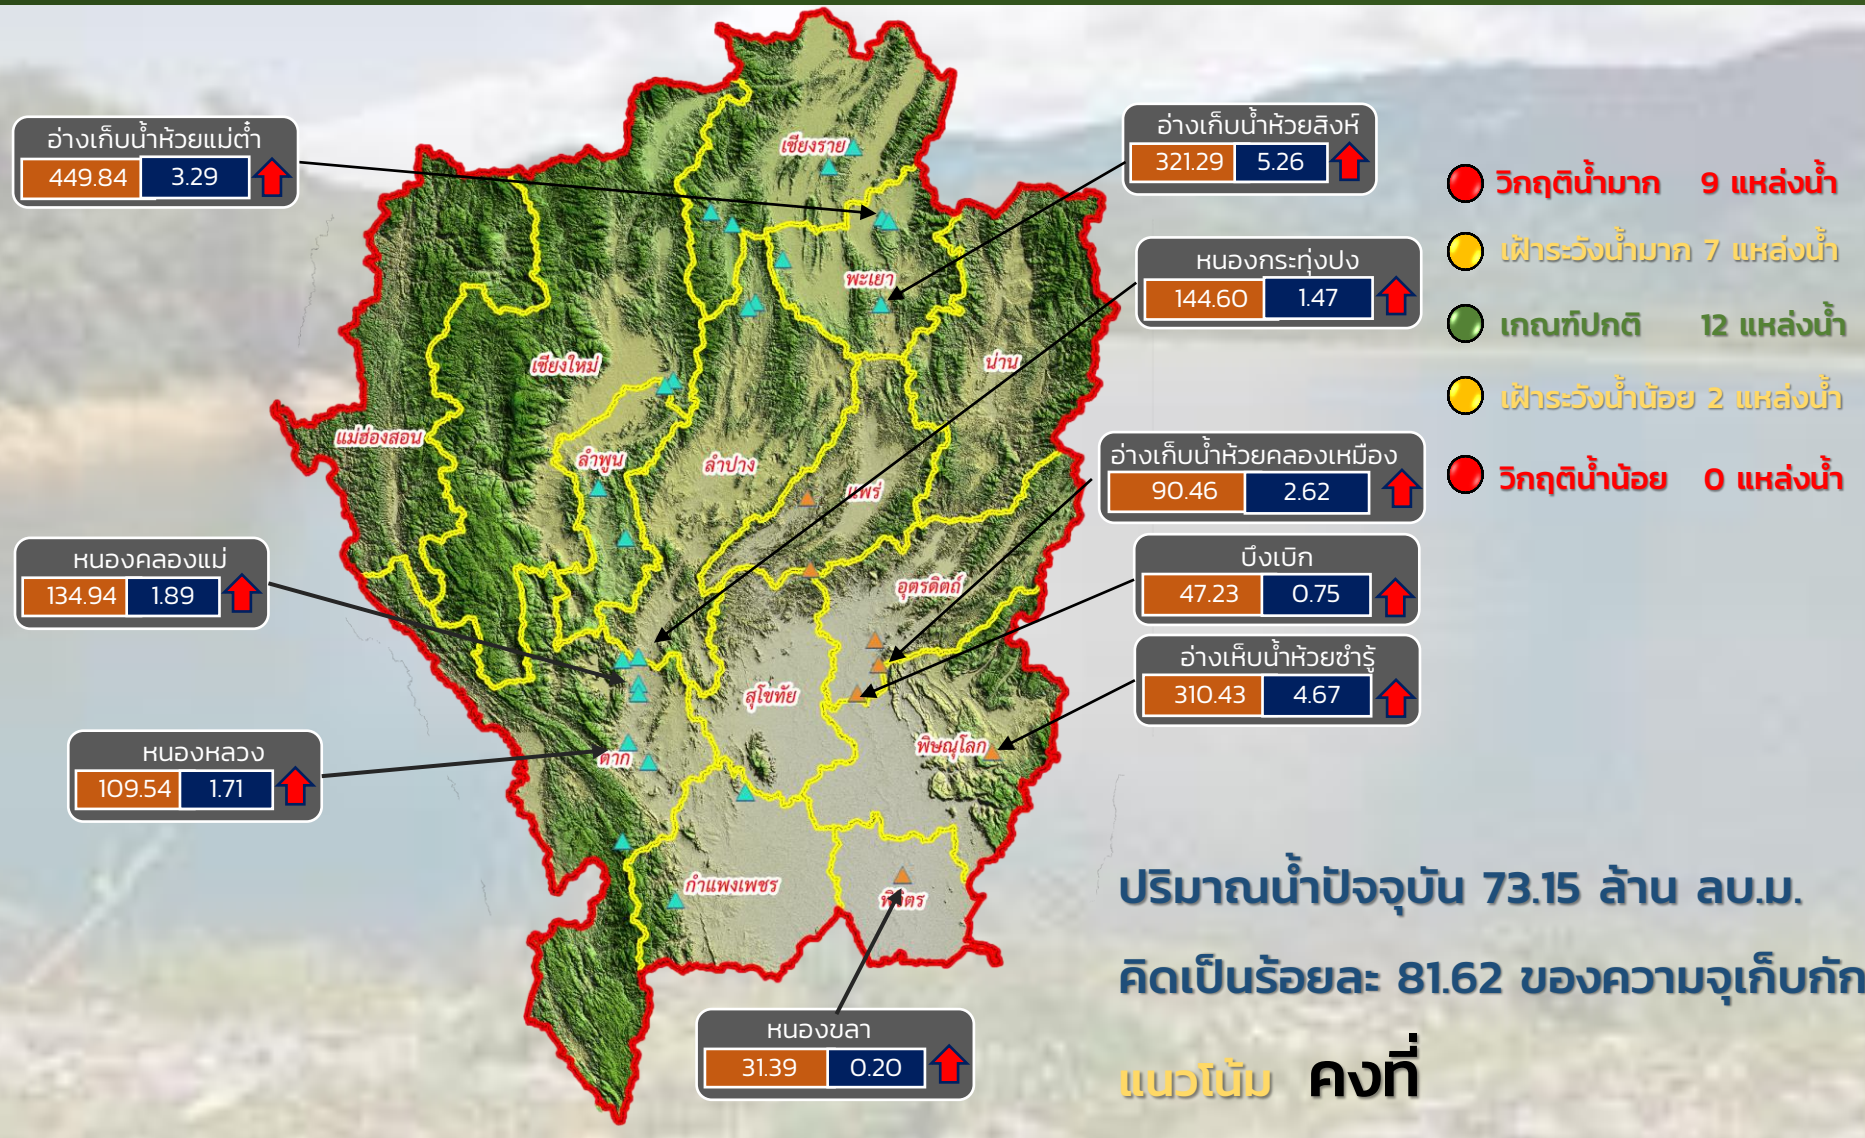 อ่างเก็บน้ำห้วยแม่ต๋ำ
449.84 3.29
อ่างเก็บน้ำห้วยสิงห์
321.29 5.26
หนองกระทุ่งปง
144.60 1.47
อ่างเก็บน้ำห้วยคลองเหมือง
90.46 2.62
หนองคลองแม่
134.94 1.89
บึงเบิก
47.23 0.75
อ่างเห็บน้ำห้วยซำรู้
310.43 4.67
หนองหลวง
109.54 1.71
หนองขลา
31.39 0.20
เชียงราย
พะเยา
น่าน
เชียงใหม่
แม่ฮ่องสอน
ลำพูน
ลำปาง
แพร่
อุตรดิตถ์
สุโขทัย
พิษณุโลก
ตาก
กำแพงเพชร
พิจิตร
วิกฤติน้ำมาก 9 แหล่งน้ำ
เฝ้าระวังน้ำมาก 7 แหล่งน้ำ
เกณฑ์ปกติ 12 แหล่งน้ำ
เฝ้าระวังน้ำน้อย 2 แหล่งน้ำ
วิกฤติน้ำน้อย 0 แหล่งน้ำ
ปริมาณน้ำปัจจุบัน 73.15 ล้าน ลบ.ม.
คิดเป็นร้อยละ 81.62 ของความจุเก็บกัก
แนวโน้ม คงที่